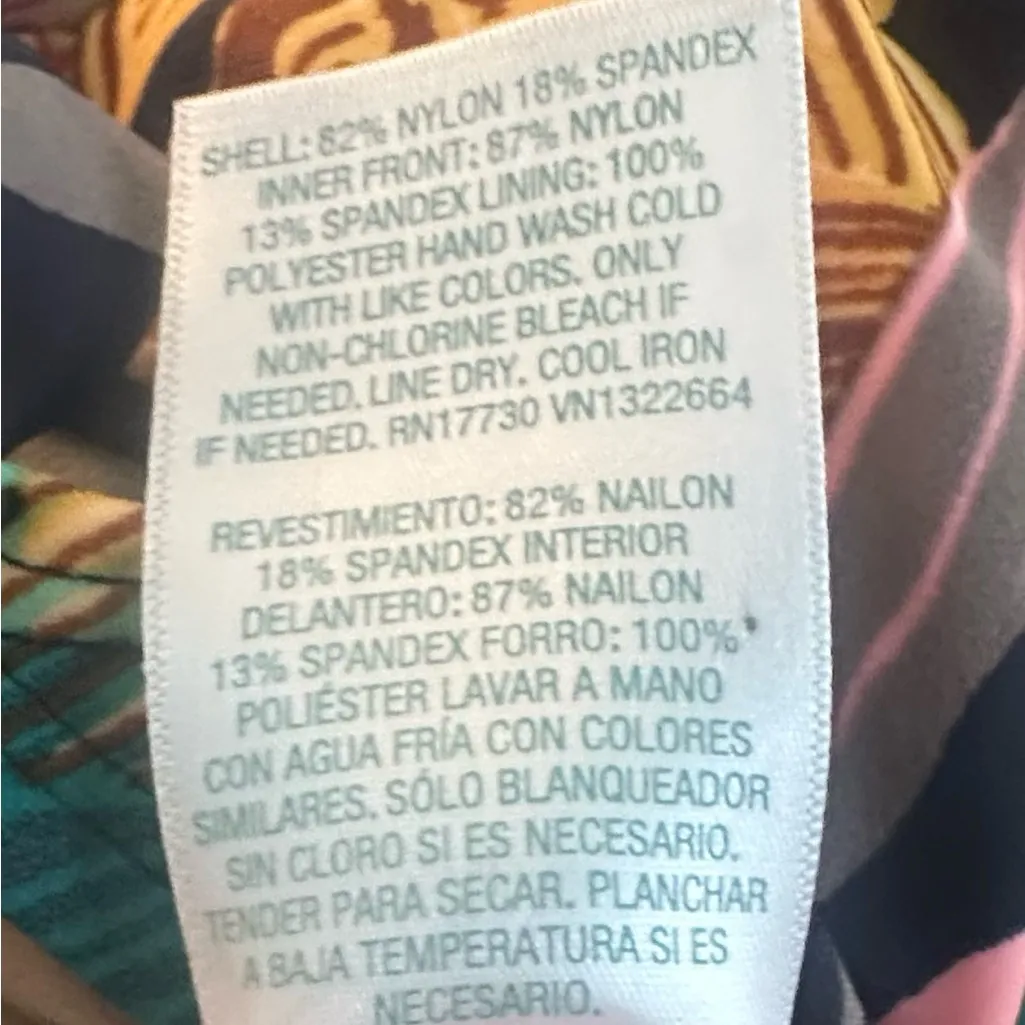 SHELL: 82% NYLON 18% SPANDEX
INNER FRONT: 87% NYLON
13% SPANDEX LINING: 100%
POLYESTER HAND WASH COLD
WITH LIKE COLORS. ONLY
NON-CHLORINE BLEACH IF
NEEDED. LINE DRY. COOL IRON
IF NEEDED. RN17730 VN1322664
REVESTIMIENTO: 82% NAILON
18% SPANDEX INTERIOR
DELANTERO: 87% NAILON
13% SPANDEX FORRO: 100%
POLIÉSTER LAVAR A MANO
CON AGUA FRÍA CON COLORES
SIMILARES. SÓLO BLANQUEADOR
SIN CLORO SI ES NECESARIO.
TENDER PARA SECAR. PLANCHAR
A BAJA TEMPERATURA SI ES
NECESARIO.